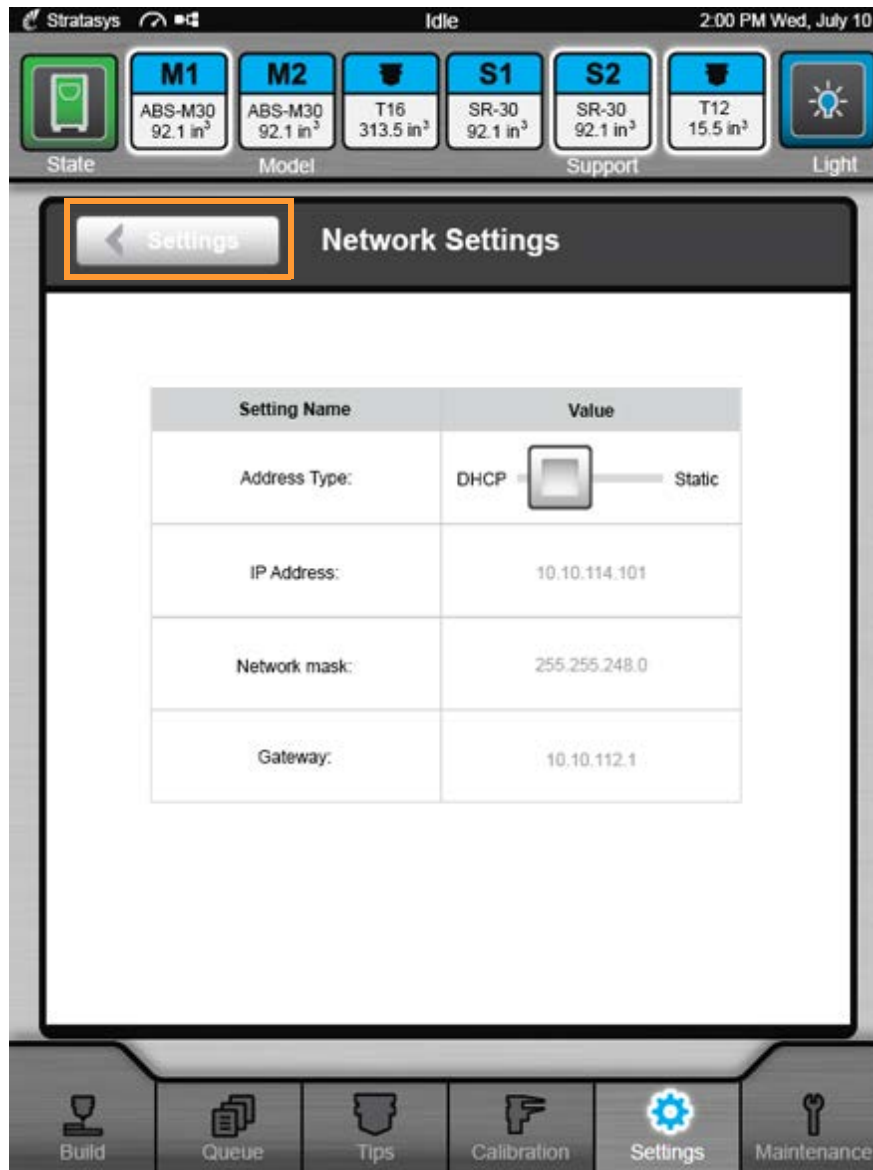 Stratasys Idle 2:00 PM Wed, July 10
M1 M2 S1 S2
ABS-M30 ABS-M30 T16 SR-30 SR-30 T12
92.1 in³ 92.1 in³ 313.5 in³ 92.1 in³ 92.1 in³ 15.5 in³
State Model Support Light
Settings Network Settings
Setting Name Value
Address Type: DHCP Static
IP Address: 10.10.114.101
Network mask: 255.255.248.0
Gateway: 10.10.112.1
Build Queue Tips Calibration Settings Maintenance